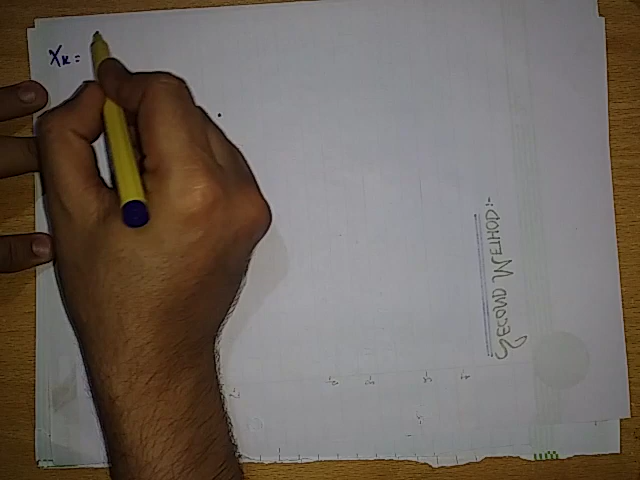 Xk =
SECOND METHOD:-